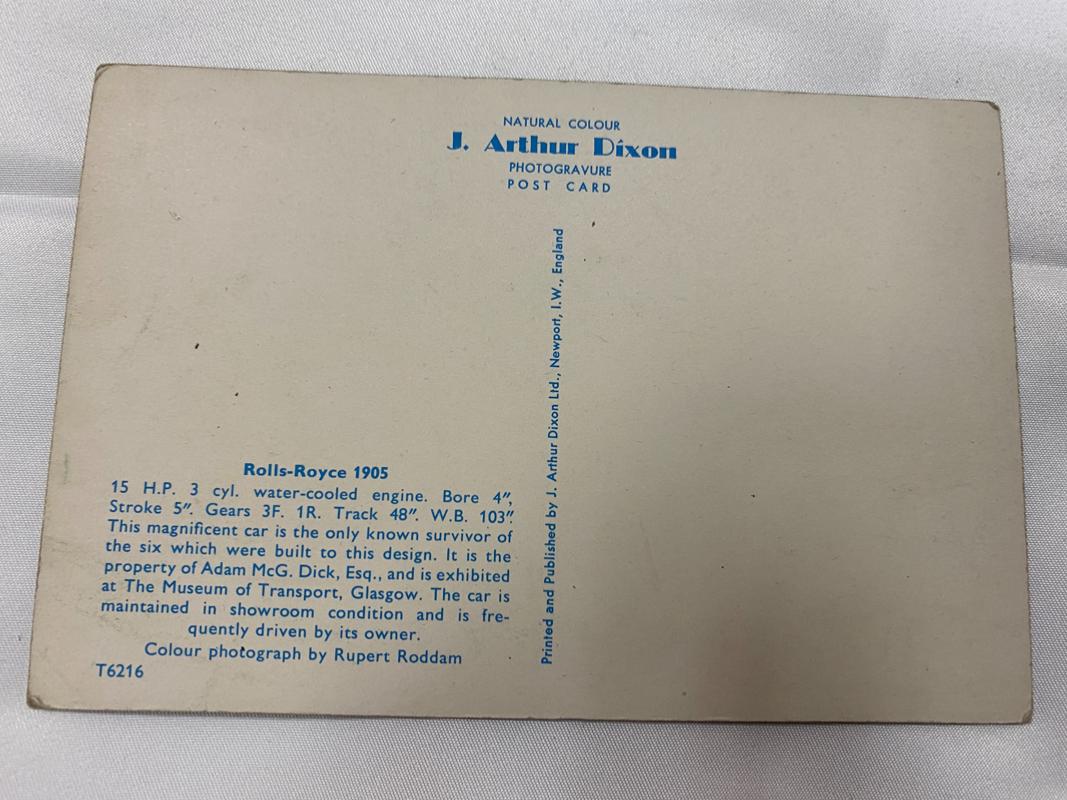 NATURAL COLOUR
J. Arthur Dixon
PHOTOGRAVURE
POST CARD
Printed and Published by J. Arthur Dixon Ltd., Newport, I.W., England
Rolls-Royce 1905
15 H.P. 3 cyl. water-cooled engine. Bore 4″,
Stroke 5″. Gears 3F. 1R. Track 48″. W.B. 103″.
This magnificent car is the only known survivor of
the six which were built to this design. It is the
property of Adam McG. Dick, Esq., and is exhibited
at The Museum of Transport, Glasgow. The car is
maintained in showroom condition and is fre-
quently driven by its owner.
Colour photograph by Rupert Roddam
T6216